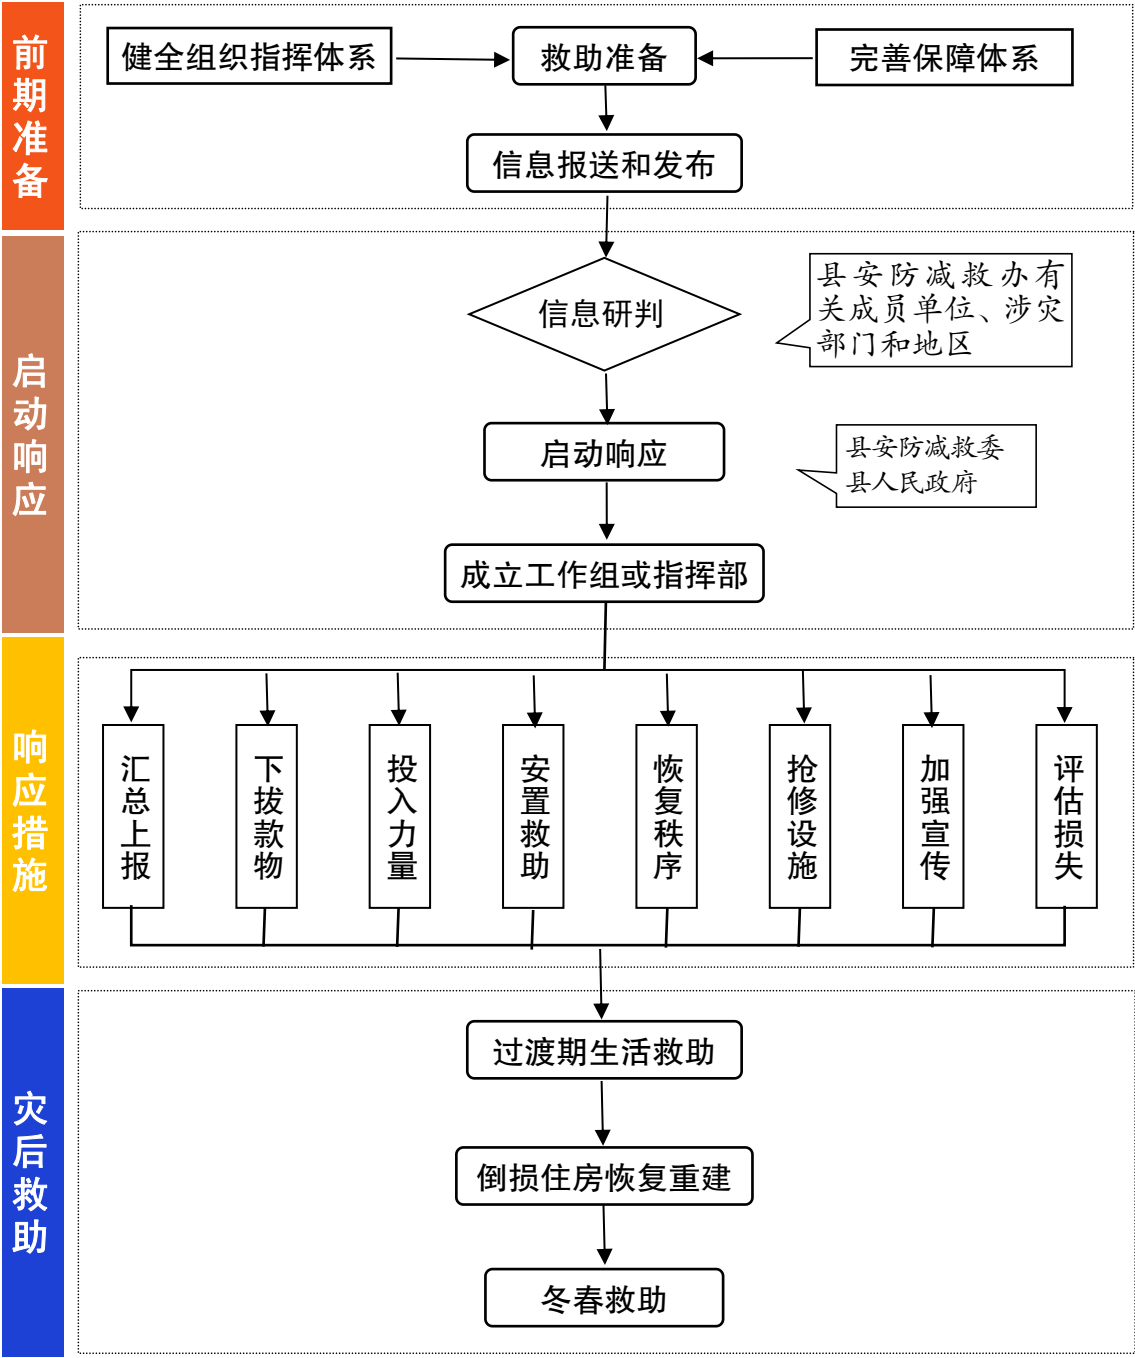 前期准备
健全组织指挥体系
救助准备
完善保障体系
信息报送和发布
启动响应
信息研判
县安防减救办有
关成员单位、涉灾
部门和地区
启动响应
县安防减救委
县人民政府
成立工作组或指挥部
响应措施
汇总上报
下拨款物
投入力量
安置救助
恢复秩序
抢修设施
加强宣传
评估损失
灾后救助
过渡期生活救助
倒损住房恢复重建
冬春救助